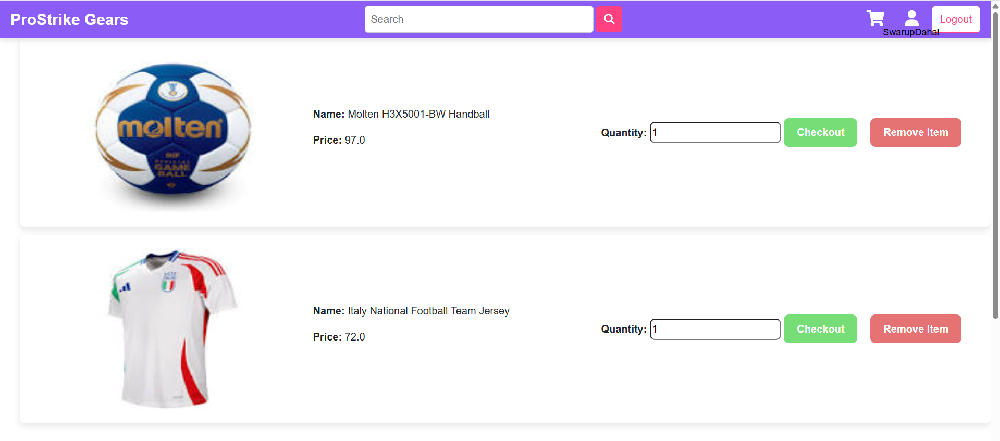 ProStrike Gears
Search
Logout
SwarupDahal
molten
OFFICIAL
GAME
BALL
Name: Molten H3X5001-BW Handball
Price: 97.0
Quantity: 1
Checkout
Remove Item
Name: Italy National Football Team Jersey
Price: 72.0
Quantity: 1
Checkout
Remove Item